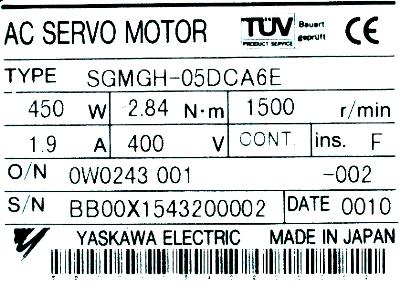 AC SERVO MOTOR TÜV Bauart geprüft PRODUCT SERVICE CE
TYPE SGMGH-05DCA6E
450 W 2.84 N·m 1500 r/min
1.9 A 400 V CONT. ins. F
O/N 0W0243 001 -002
S/N BB00X1543200002 DATE 0010
YASKAWA ELECTRIC MADE IN JAPAN